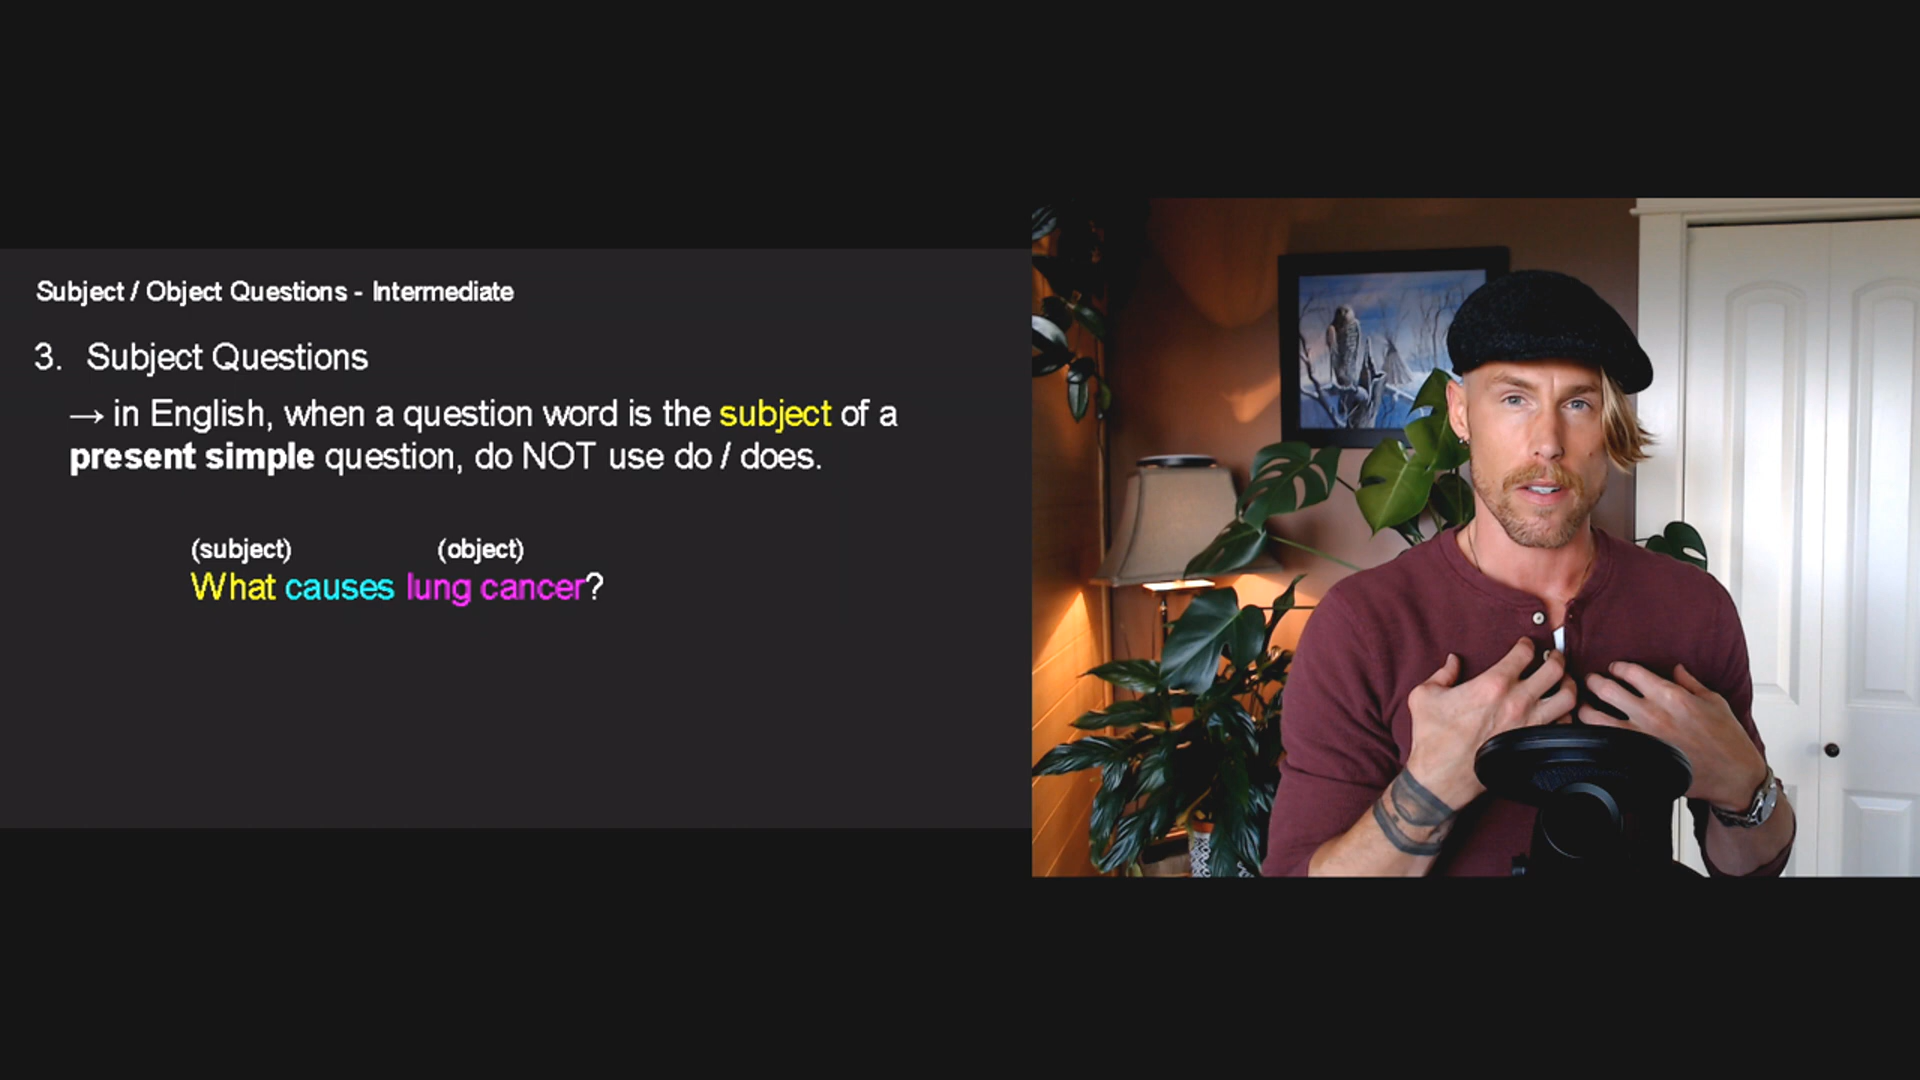 Subject / Object Questions - Intermediate
3. Subject Questions
→ in English, when a question word is the subject of a
present simple question, do NOT use do / does.
(subject) (object)
What causes lung cancer?